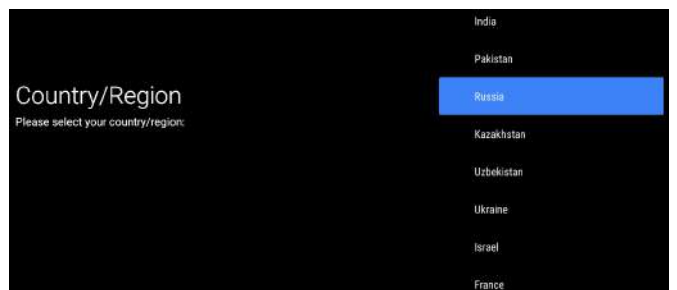 Country/Region
Please select your country/region:
India
Pakistan
Russia
Kazakhstan
Uzbekistan
Ukraine
Israel
France